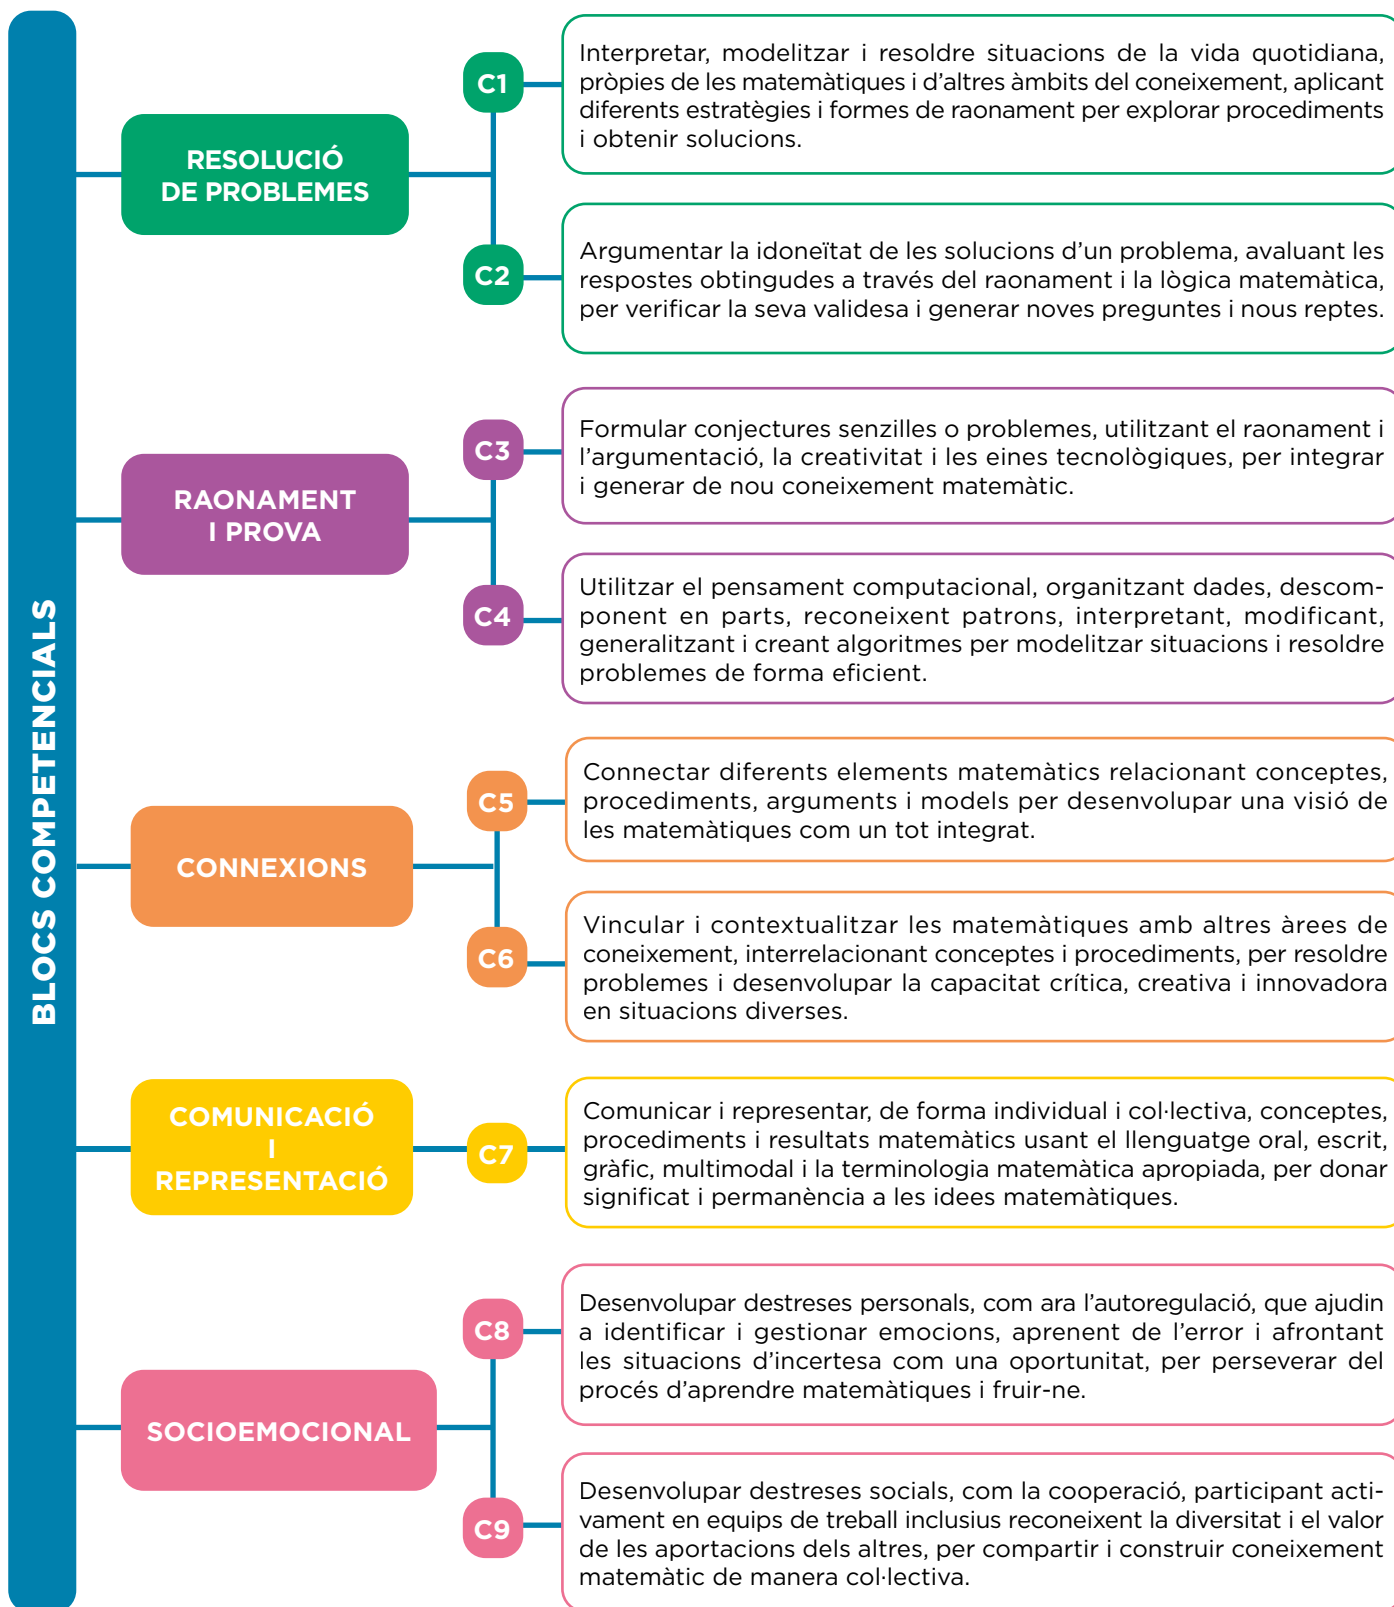 BLOCS COMPETENCIALS
RESOLUCIÓ
DE PROBLEMES
C1
Interpretar, modelitzar i resoldre situacions de la vida quotidiana,
pròpies de les matemàtiques i d’altres àmbits del coneixement, aplicant
diferents estratègies i formes de raonament per explorar procediments
i obtenir solucions.
C2
Argumentar la idoneïtat de les solucions d’un problema, avaluant les
respostes obtingudes a través del raonament i la lògica matemàtica,
per verificar la seva validesa i generar noves preguntes i nous reptes.
RAONAMENT
I PROVA
C3
Formular conjectures senzilles o problemes, utilitzant el raonament i
l’argumentació, la creativitat i les eines tecnològiques, per integrar
i generar de nou coneixement matemàtic.
C4
Utilitzar el pensament computacional, organitzant dades, descom-
ponent en parts, reconeixent patrons, interpretant, modificant,
generalitzant i creant algoritmes per modelitzar situacions i resoldre
problemes de forma eficient.
CONNEXIONS
C5
Connectar diferents elements matemàtics relacionant conceptes,
procediments, arguments i models per desenvolupar una visió de
les matemàtiques com un tot integrat.
C6
Vincular i contextualitzar les matemàtiques amb altres àrees de
coneixement, interrelacionant conceptes i procediments, per resoldre
problemes i desenvolupar la capacitat crítica, creativa i innovadora
en situacions diverses.
COMUNICACIÓ
I
REPRESENTACIÓ
C7
Comunicar i representar, de forma individual i col·lectiva, conceptes,
procediments i resultats matemàtics usant el llenguatge oral, escrit,
gràfic, multimodal i la terminologia matemàtica apropiada, per donar
significat i permanència a les idees matemàtiques.
SOCIOEMOCIONAL
C8
Desenvolupar destreses personals, com ara l’autoregulació, que ajudin
a identificar i gestionar emocions, aprenent de l’error i afrontant
les situacions d’incertesa com una oportunitat, per perseverar del
procés d’aprendre matemàtiques i fruir-ne.
C9
Desenvolupar destreses socials, com la cooperació, participant acti-
vament en equips de treball inclusius reconeixent la diversitat i el valor
de les aportacions dels altres, per compartir i construir coneixement
matemàtic de manera col·lectiva.